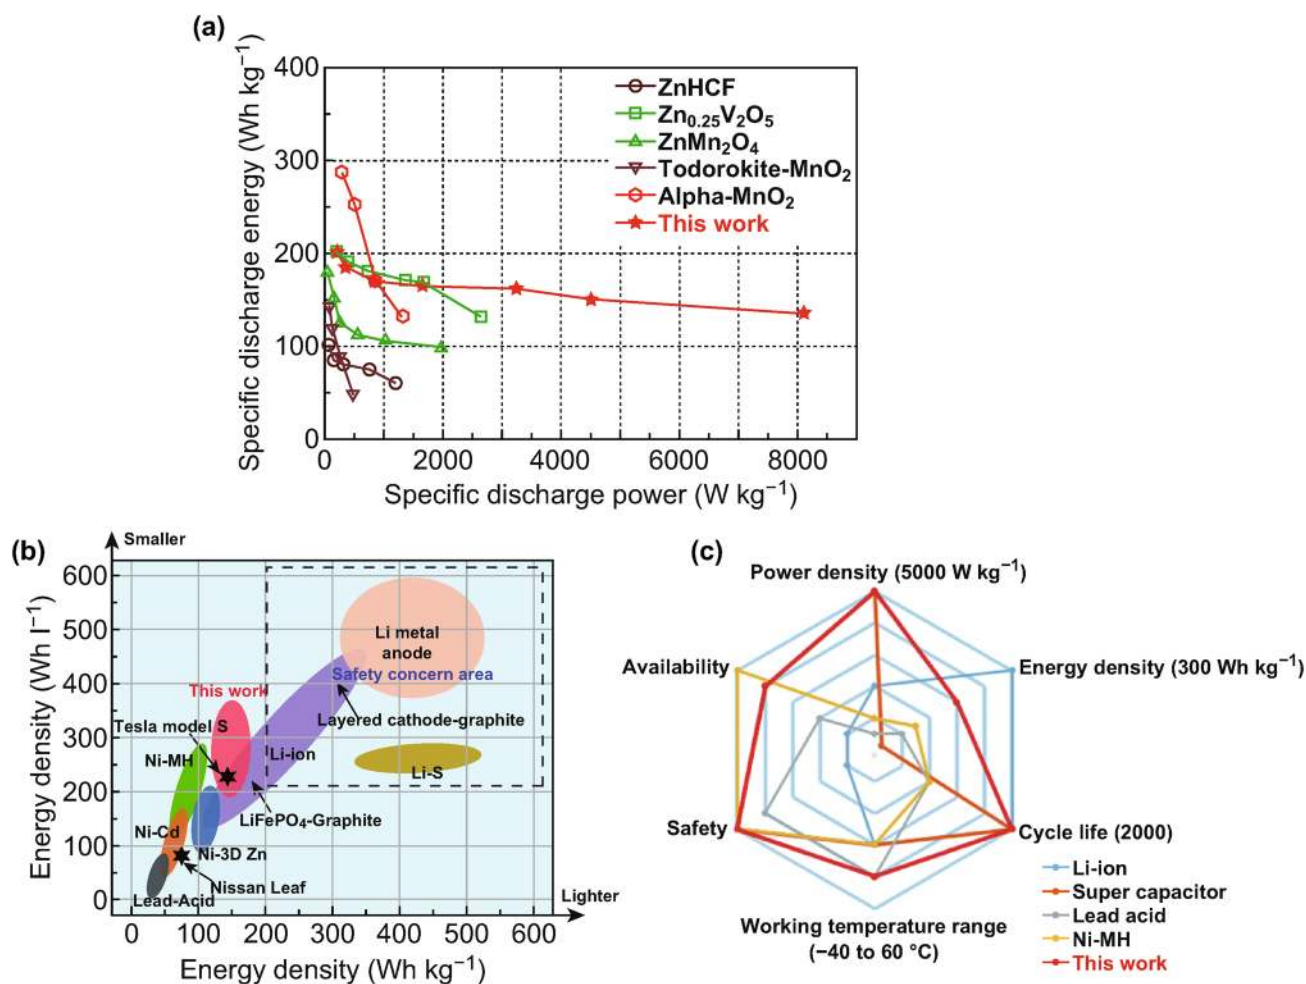 (a)
Specific discharge energy (Wh kg⁻¹)
400
300
200
100
0
ZnHCF
Zn₀.₂₅V₂O₅
ZnMn₂O₄
Todorokite-MnO₂
Alpha-MnO₂
This work
0 2000 4000 6000 8000
Specific discharge power (W kg⁻¹)
(b)
Smaller
Energy density (Wh l⁻¹)
600
500
400
300
200
100
0
Li metal
anode
Safety concern area
This work
Layered cathode-graphite
Tesla model S
Ni-MH
Li-ion
Li-S
LiFePO₄-Graphite
Ni-Cd
Ni-3D Zn
Nissan Leaf
Lead-Acid
Lighter
0 100 200 300 400 500 600
Energy density (Wh kg⁻¹)
(c)
Power density (5000 W kg⁻¹)
Availability
Energy density (300 Wh kg⁻¹)
Safety
Cycle life (2000)
Working temperature range
(−40 to 60 °C)
Li-ion
Super capacitor
Lead acid
Ni-MH
This work